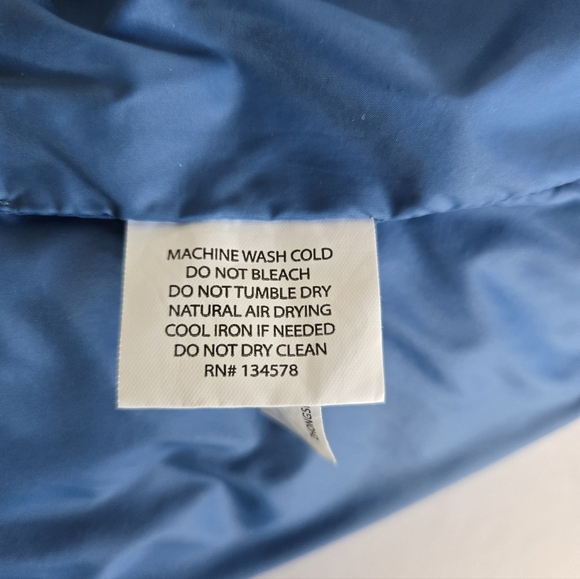 MACHINE WASH COLD
DO NOT BLEACH
DO NOT TUMBLE DRY
NATURAL AIR DRYING
COOL IRON IF NEEDED
DO NOT DRY CLEAN
RN# 134578